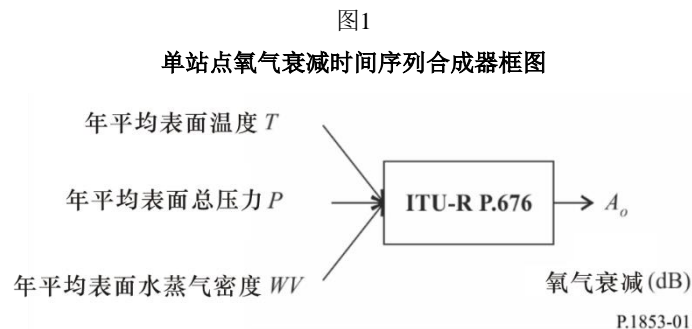 图1
单站点氧气衰减时间序列合成器框图
年平均表面温度 T
年平均表面总压力 P
ITU-R P.676
Ao
年平均表面水蒸气密度 WV
氧气衰减(dB)
P.1853-01